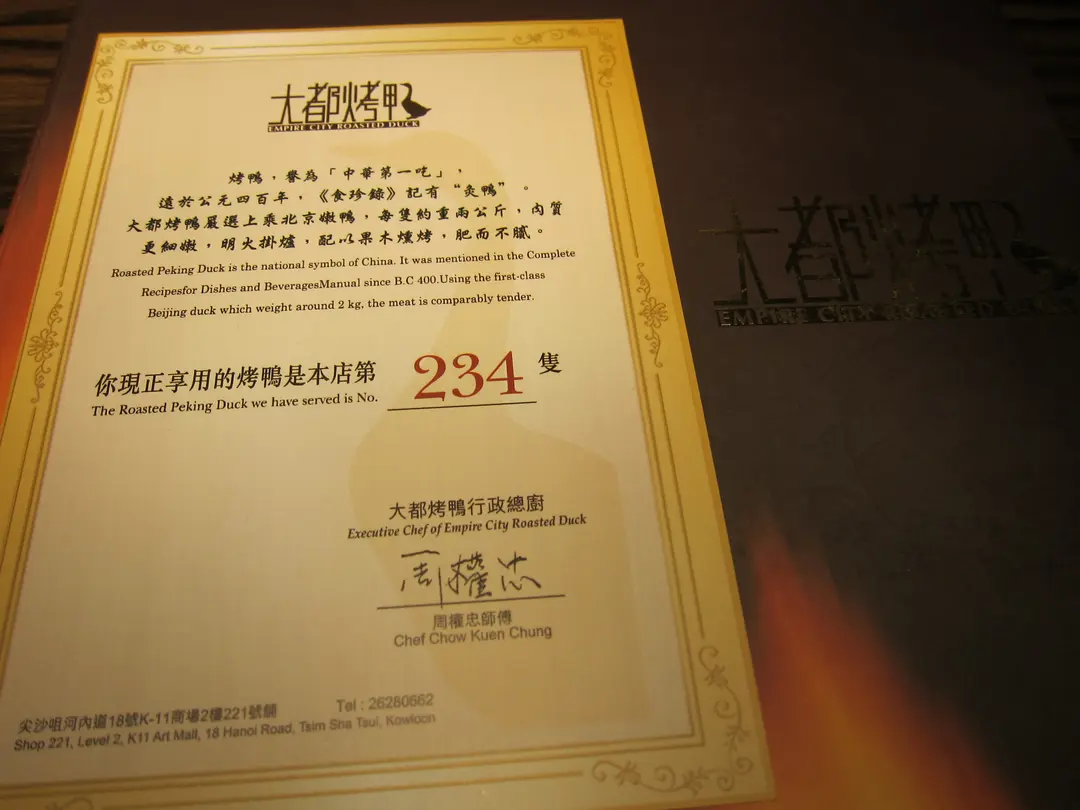 大都烤鴨
EMPIRE CITY ROASTED DUCK
烤鴨，譽為「中華第一吃」，
遠於公元四百年，《食珍錄》記有“炙鴨”。
大都烤鴨嚴選上乘北京嫩鴨，每隻約重兩公斤，肉質
更細嫩，明火掛爐，配以果木燻烤，肥而不膩。
Roasted Peking Duck is the national symbol of China. It was mentioned in the Complete
Recipesfor Dishes and BeveragesManual since B.C 400.Using the first-class
Beijing duck which weight around 2 kg, the meat is comparably tender.
你現正享用的烤鴨是本店第 234 隻
The Roasted Peking Duck we have served is No.
大都烤鴨行政總廚
Executive Chef of Empire City Roasted Duck
周權忠
周權忠師傅
Chef Chow Kuen Chung
尖沙咀河內道18號K-11商場2樓221號舖 Tel : 26280662
Shop 221, Level 2, K11 Art Mall, 18 Hanoi Road, Tsim Sha Tsui, Kowloon
大都烤鴨
EMPIRE CITY ROASTED DUCK